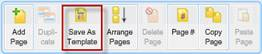 Add
Page
Dupli-
cate
Save As
Template
Arrange
Pages
Delete
Page
Page #
Copy
Page
Paste
Page